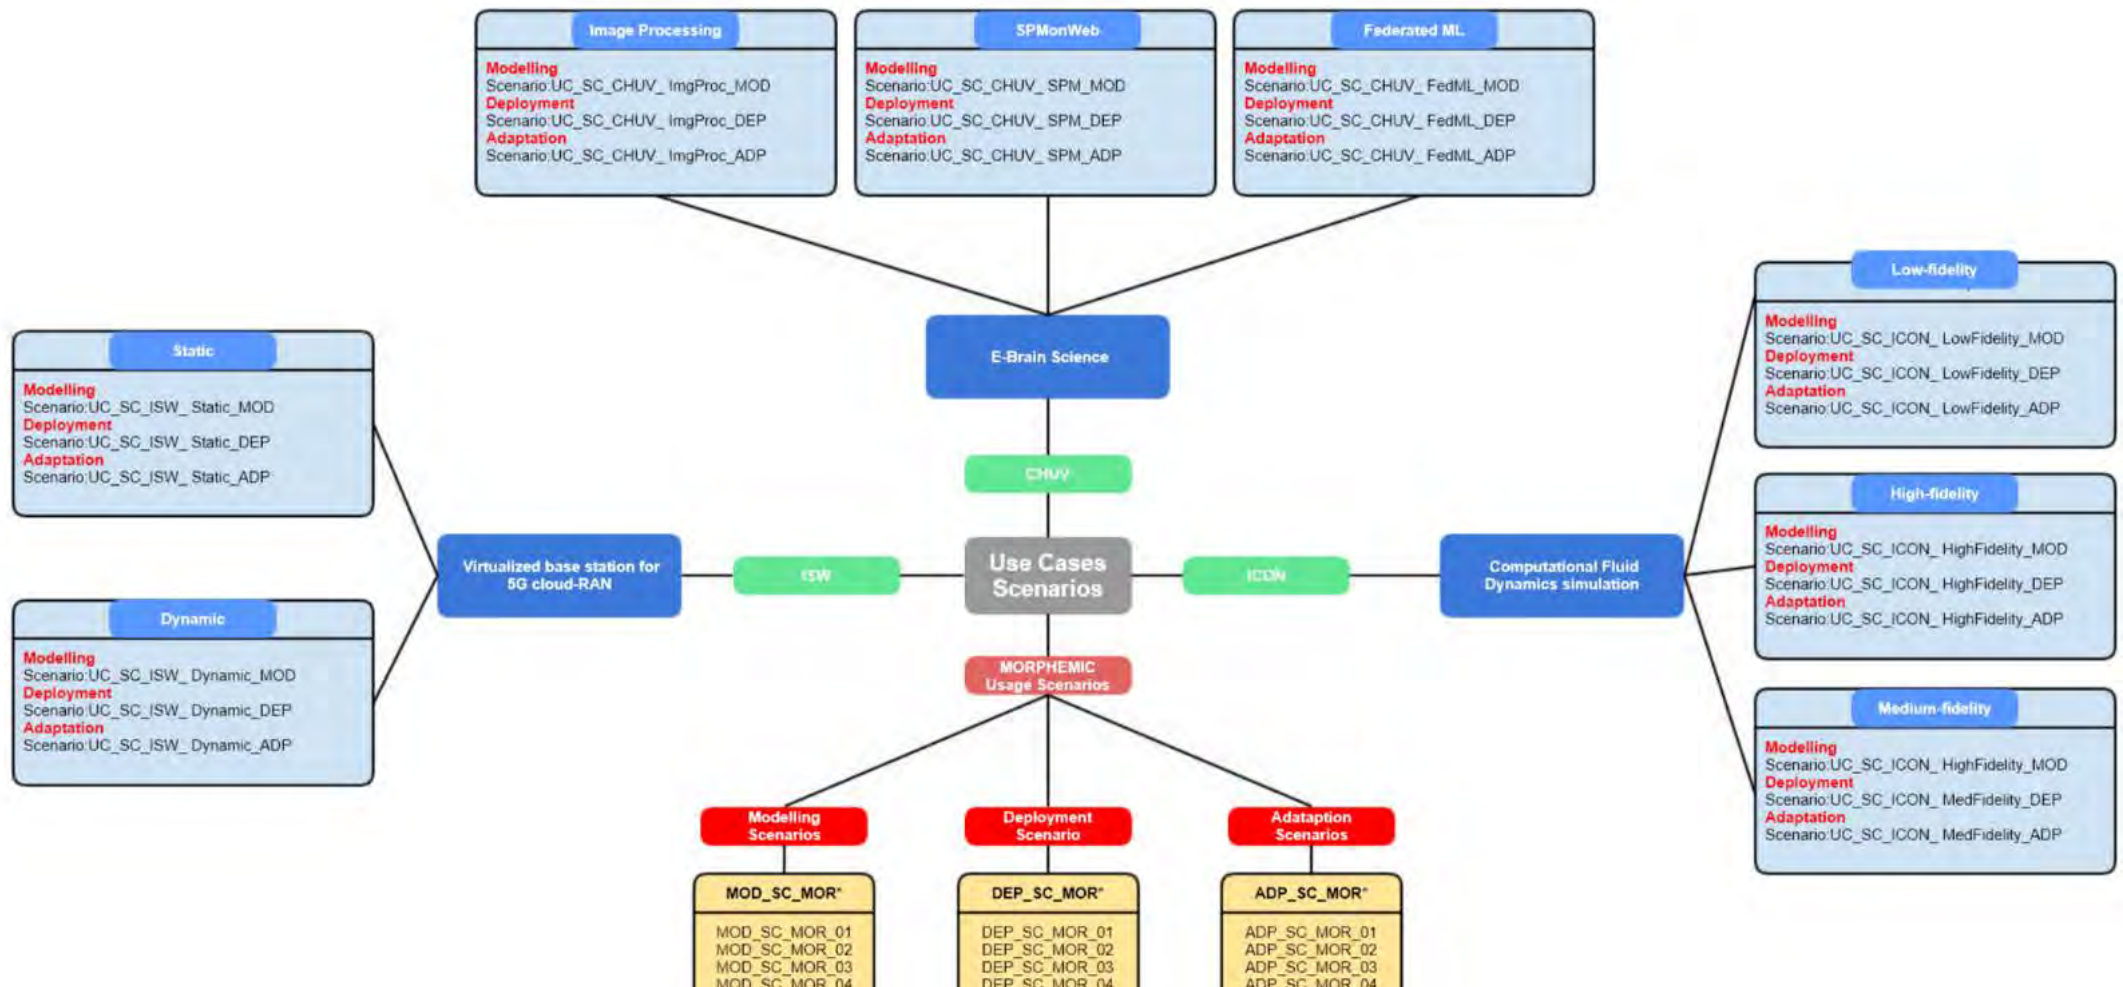 Image Processing
Modelling
Scenario:UC_SC_CHUV_ ImgProc_MOD
Deployment
Scenario:UC_SC_CHUV_ ImgProc_DEP
Adaptation
Scenario:UC_SC_CHUV_ ImgProc_ADP
SPMonWeb
Modelling
Scenario:UC_SC_CHUV_ SPM_MOD
Deployment
Scenario:UC_SC_CHUV_ SPM_DEP
Adaptation
Scenario:UC_SC_CHUV_ SPM_ADP
Federated ML
Modelling
Scenario:UC_SC_CHUV_ FedML_MOD
Deployment
Scenario:UC_SC_CHUV_ FedML_DEP
Adaptation
Scenario:UC_SC_CHUV_ FedML_ADP
E-Brain Science
CHUV
Static
Modelling
Scenario:UC_SC_ISW_ Static_MOD
Deployment
Scenario:UC_SC_ISW_ Static_DEP
Adaptation
Scenario:UC_SC_ISW_ Static_ADP
Dynamic
Modelling
Scenario:UC_SC_ISW_ Dynamic_MOD
Deployment
Scenario:UC_SC_ISW_ Dynamic_DEP
Adaptation
Scenario:UC_SC_ISW_ Dynamic_ADP
Virtualized base station for
5G cloud-RAN
ISW
Use Cases
Scenarios
ICON
Computational Fluid
Dynamics simulation
Low-fidelity
Modelling
Scenario:UC_SC_ICON_ LowFidelity_MOD
Deployment
Scenario:UC_SC_ICON_ LowFidelity_DEP
Adaptation
Scenario:UC_SC_ICON_ LowFidelity_ADP
High-fidelity
Modelling
Scenario:UC_SC_ICON_ HighFidelity_MOD
Deployment
Scenario:UC_SC_ICON_ HighFidelity_DEP
Adaptation
Scenario:UC_SC_ICON_ HighFidelity_ADP
Medium-fidelity
Modelling
Scenario:UC_SC_ICON_ HighFidelity_MOD
Deployment
Scenario:UC_SC_ICON_ MedFidelity_DEP
Adaptation
Scenario:UC_SC_ICON_ MedFidelity_ADP
MORPHEMIC
Usage Scenarios
Modelling
Scenarios
MOD_SC_MOR*
MOD_SC_MOR_01
MOD_SC_MOR_02
MOD_SC_MOR_03
MOD_SC_MOR_04
Deployment
Scenario
DEP_SC_MOR*
DEP_SC_MOR_01
DEP_SC_MOR_02
DEP_SC_MOR_03
DEP_SC_MOR_04
Adataption
Scenarios
ADP_SC_MOR*
ADP_SC_MOR_01
ADP_SC_MOR_02
ADP_SC_MOR_03
ADP_SC_MOR_04